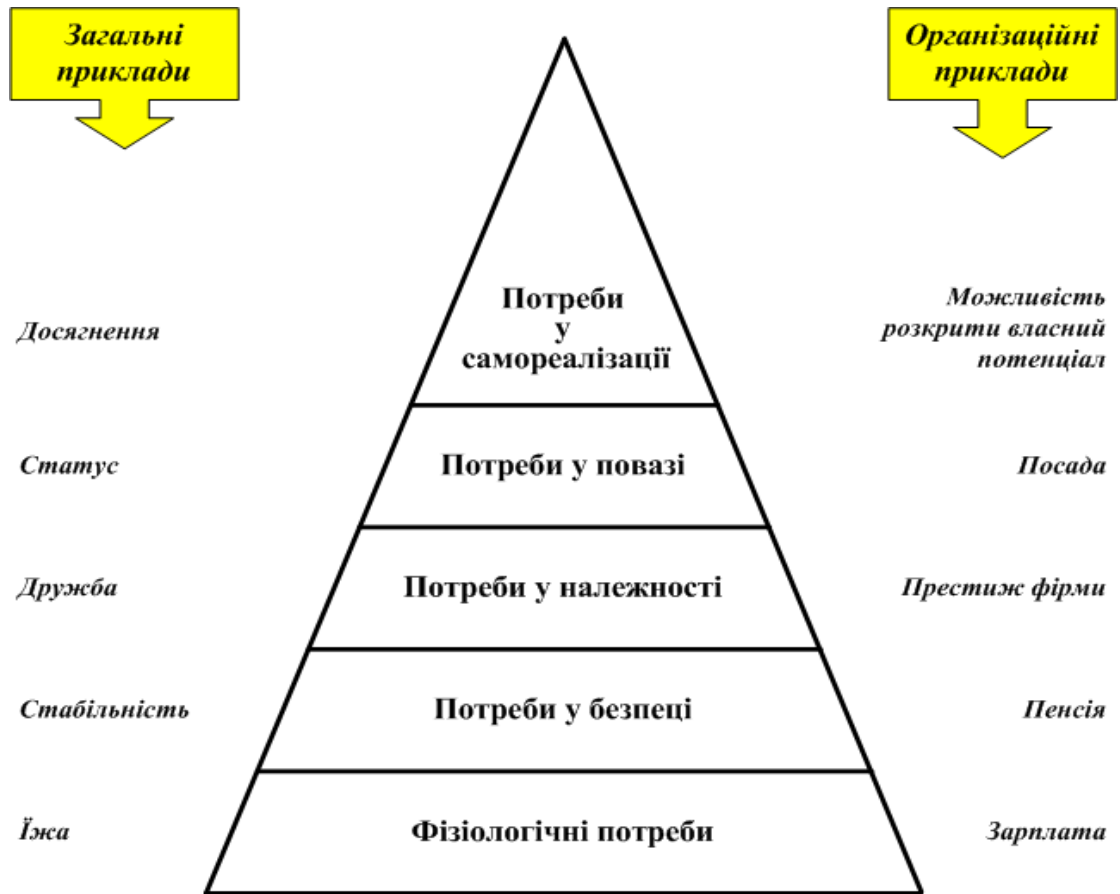 Загальні
приклади
Організаційні
приклади
Досягнення
Потреби
у
самореалізації
Можливість
розкрити власний
потенціал
Статус
Потреби у повазі
Посада
Дружба
Потреби у належності
Престиж фірми
Стабільність
Потреби у безпеці
Пенсія
Їжа
Фізіологічні потреби
Зарплата